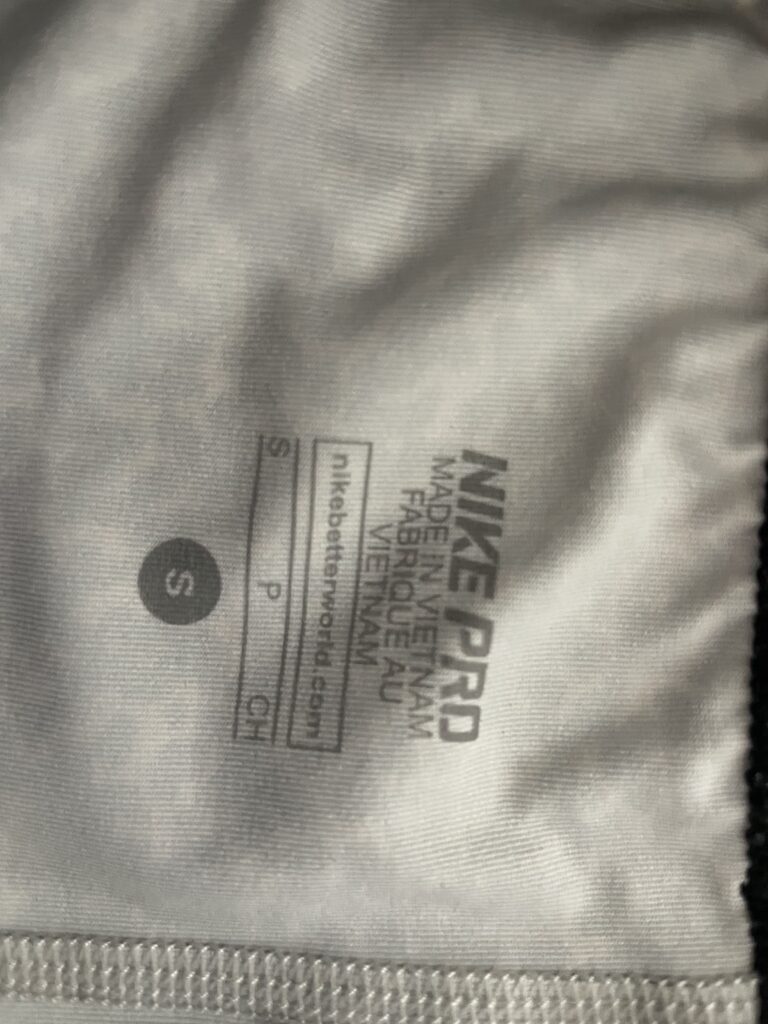 NIKE PRO
MADE IN VIETNAM
FABRIQUE AU
VIETNAM
nikebetterworld.com
S P CH
S